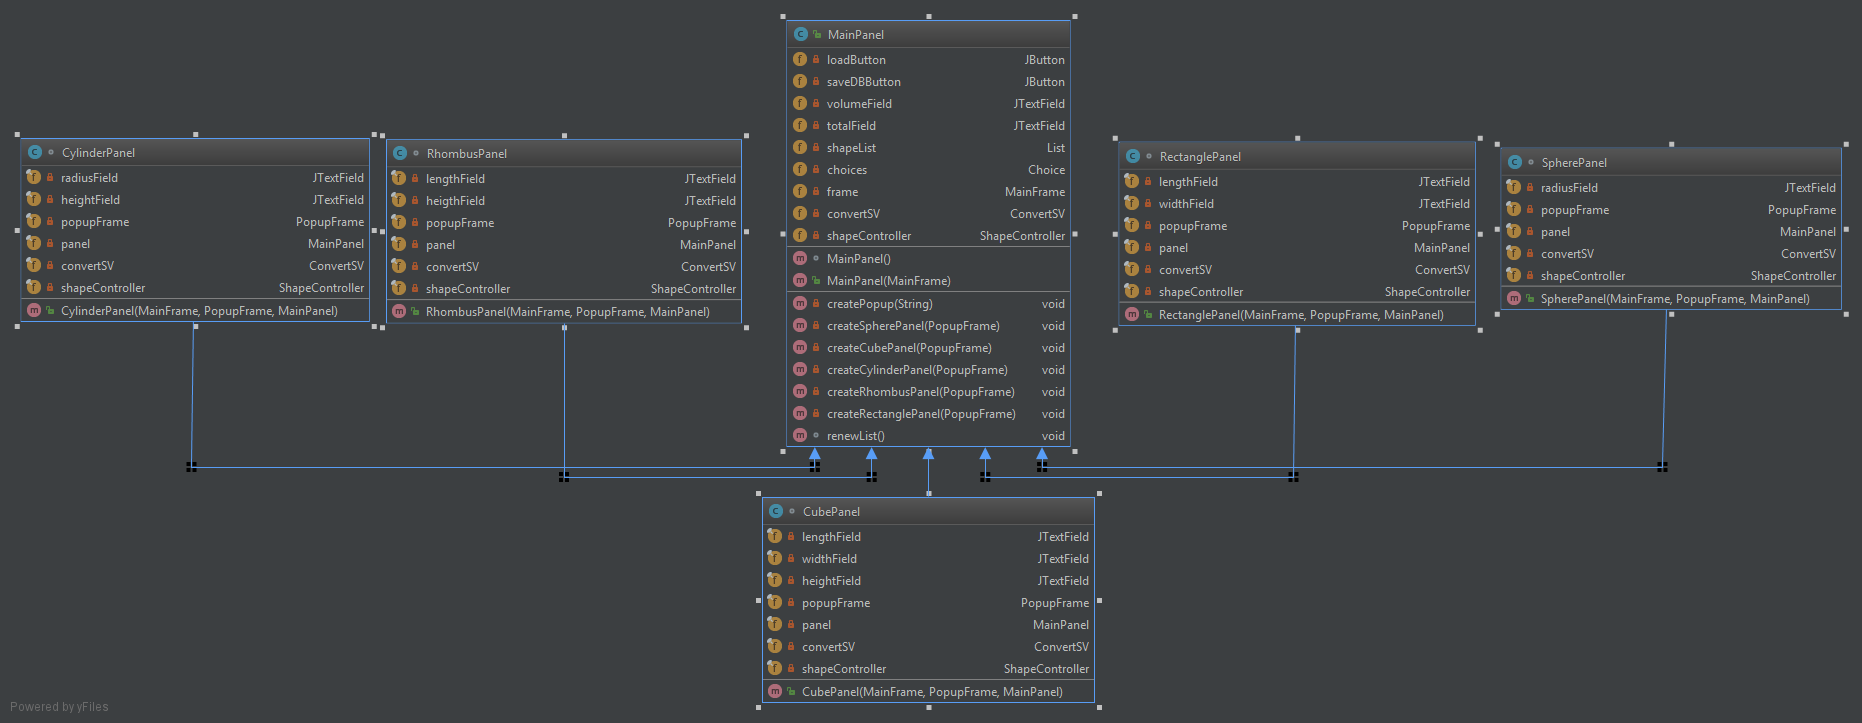 MainPanel
loadButton JButton
saveDBButton JButton
volumeField JTextField
totalField JTextField
shapeList List
choices Choice
frame MainFrame
convertSV ConvertSV
shapeController ShapeController
MainPanel()
MainPanel(MainFrame)
createPopup(String) void
createSpherePanel(PopupFrame) void
createCubePanel(PopupFrame) void
createCylinderPanel(PopupFrame) void
createRhombusPanel(PopupFrame) void
createRectanglePanel(PopupFrame) void
renewList() void
CylinderPanel
radiusField JTextField
heightField JTextField
popupFrame PopupFrame
panel MainPanel
convertSV ConvertSV
shapeController ShapeController
CylinderPanel(MainFrame, PopupFrame, MainPanel)
RhombusPanel
lengthField JTextField
heigthField JTextField
popupFrame PopupFrame
panel MainPanel
convertSV ConvertSV
shapeController ShapeController
RhombusPanel(MainFrame, PopupFrame, MainPanel)
RectanglePanel
lengthField JTextField
widthField JTextField
popupFrame PopupFrame
panel MainPanel
convertSV ConvertSV
shapeController ShapeController
RectanglePanel(MainFrame, PopupFrame, MainPanel)
SpherePanel
radiusField JTextField
popupFrame PopupFrame
panel MainPanel
convertSV ConvertSV
shapeController ShapeController
SpherePanel(MainFrame, PopupFrame, MainPanel)
CubePanel
lengthField JTextField
widthField JTextField
heightField JTextField
popupFrame PopupFrame
panel MainPanel
convertSV ConvertSV
shapeController ShapeController
CubePanel(MainFrame, PopupFrame, MainPanel)
Powered by yFiles